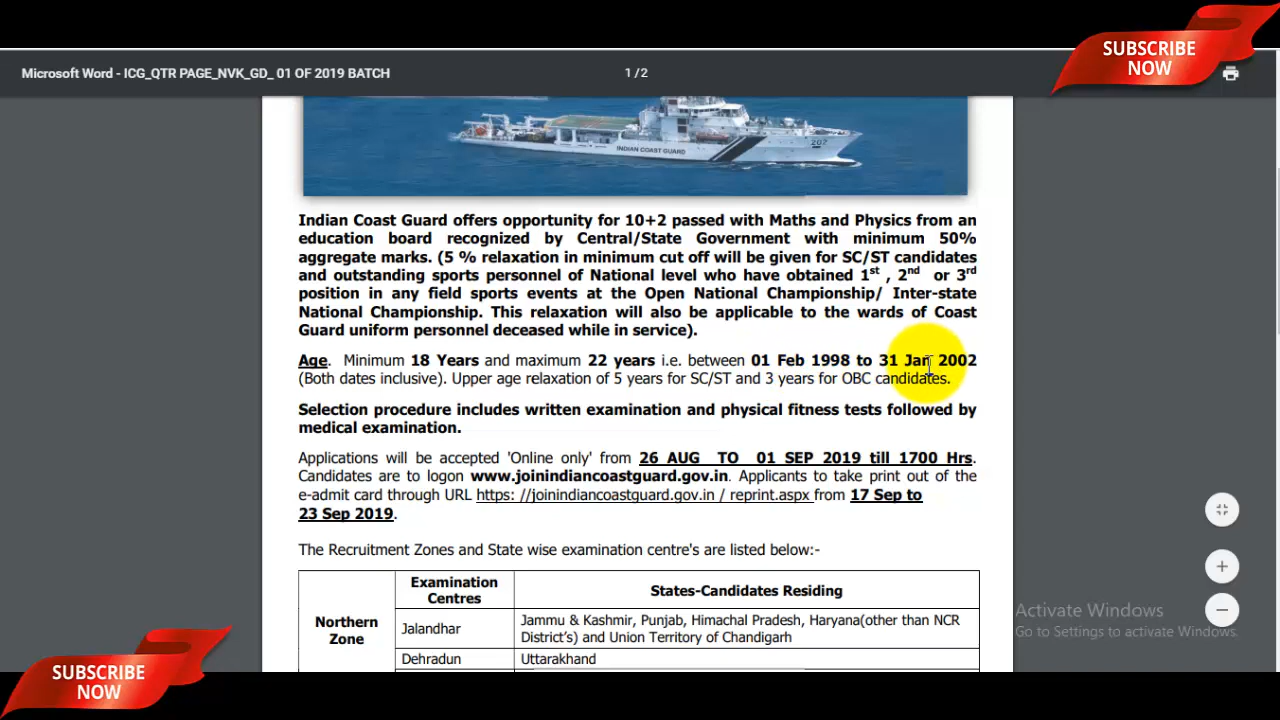 SUBSCRIBE
NOW
Microsoft Word - ICG_QTR PAGE_NVK_GD_ 01 OF 2019 BATCH
1 / 2
INDIAN COAST GUARD
207
Indian Coast Guard offers opportunity for 10+2 passed with Maths and Physics from an
education board recognized by Central/State Government with minimum 50%
aggregate marks. (5 % relaxation in minimum cut off will be given for SC/ST candidates
and outstanding sports personnel of National level who have obtained 1st , 2nd or 3rd
position in any field sports events at the Open National Championship/ Inter-state
National Championship. This relaxation will also be applicable to the wards of Coast
Guard uniform personnel deceased while in service).
Age. Minimum 18 Years and maximum 22 years i.e. between 01 Feb 1998 to 31 Jan 2002
(Both dates inclusive). Upper age relaxation of 5 years for SC/ST and 3 years for OBC candidates.
Selection procedure includes written examination and physical fitness tests followed by
medical examination.
Applications will be accepted 'Online only' from 26 AUG TO 01 SEP 2019 till 1700 Hrs.
Candidates are to logon www.joinindiancoastguard.gov.in. Applicants to take print out of the
e-admit card through URL https: //joinindiancoastguard.gov.in / reprint.aspx from 17 Sep to
23 Sep 2019.
The Recruitment Zones and State wise examination centre's are listed below:-
Examination
Centres
States-Candidates Residing
Northern
Zone
Jalandhar
Jammu & Kashmir, Punjab, Himachal Pradesh, Haryana(other than NCR
District's) and Union Territory of Chandigarh
Dehradun
Uttarakhand
Activate Windows
Go to Settings to activate Windows.
SUBSCRIBE
NOW